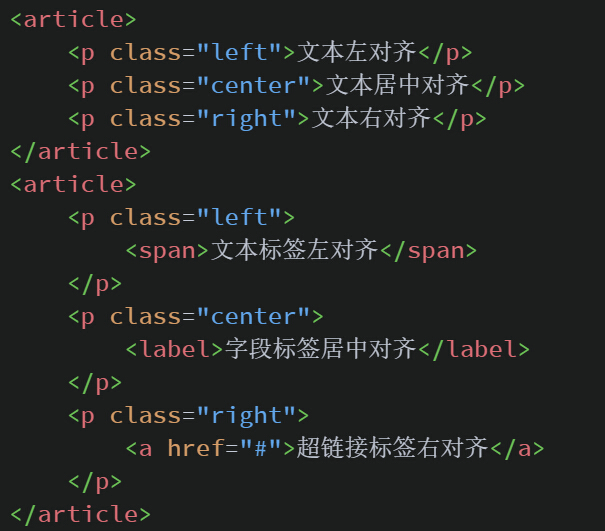 <article>
    <p class="left">文本左对齐</p>
    <p class="center">文本居中对齐</p>
    <p class="right">文本右对齐</p>
</article>
<article>
    <p class="left">
        <span>文本标签左对齐</span>
    </p>
    <p class="center">
        <label>字段标签居中对齐</label>
    </p>
    <p class="right">
        <a href="#">超链接标签右对齐</a>
    </p>
</article>